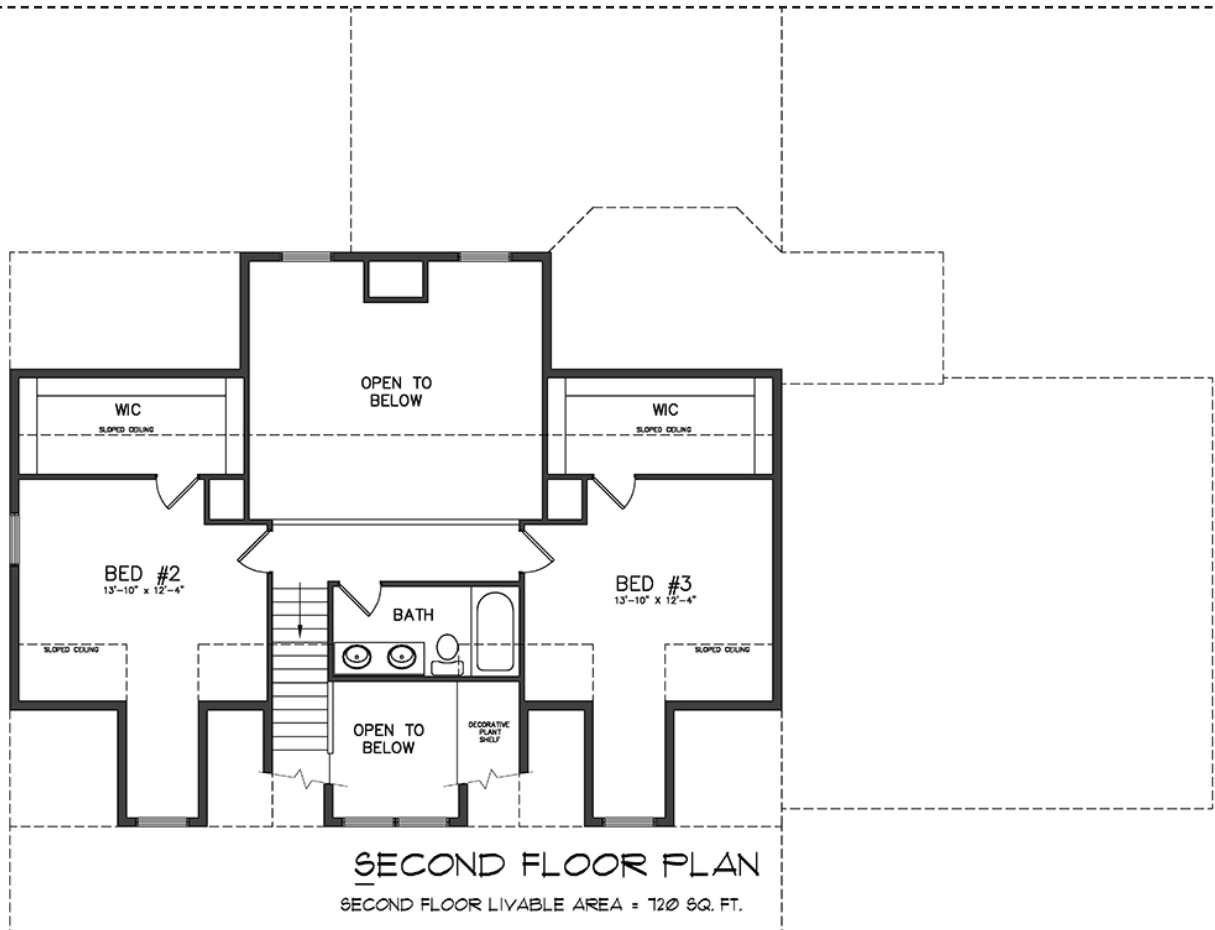 OPEN TO
BELOW
WIC
SLOPED CEILING
WIC
SLOPED CEILING
BED #2
13'-10" x 12'-4"
BED #3
13'-10" X 12'-4"
BATH
SLOPED CEILING
SLOPED CEILING
OPEN TO
BELOW
DECORATIVE
PLANT
SHELF
SECOND FLOOR PLAN
SECOND FLOOR LIVABLE AREA = 720 SQ. FT.